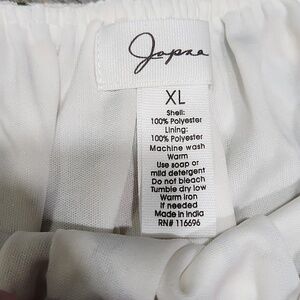 Japna
XL
Shell:
100% Polyester
Lining:
100% Polyester
Machine wash
Warm
Use soap or
mild detergent
Do not bleach
Tumble dry low
Warm iron
If needed
Made in India
RN# 116696